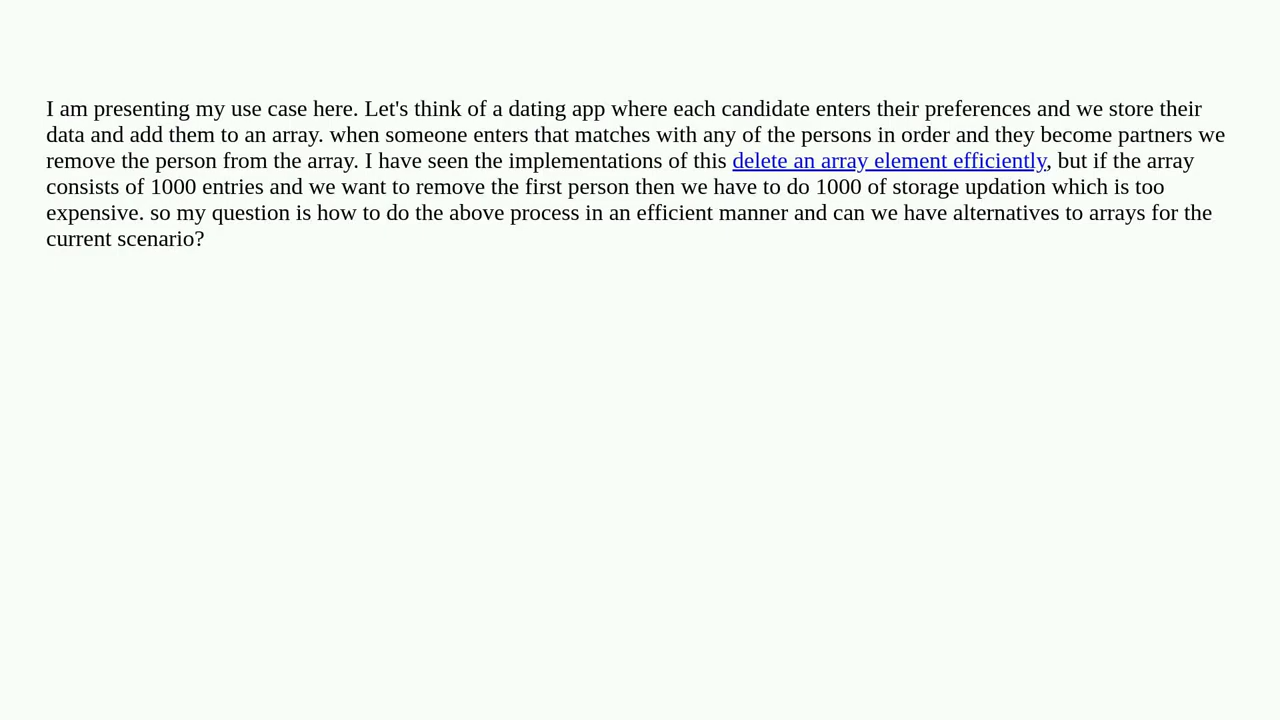 I am presenting my use case here. Let's think of a dating app where each candidate enters their preferences and we store their
data and add them to an array. when someone enters that matches with any of the persons in order and they become partners we
remove the person from the array. I have seen the implementations of this delete an array element efficiently, but if the array
consists of 1000 entries and we want to remove the first person then we have to do 1000 of storage updation which is too
expensive. so my question is how to do the above process in an efficient manner and can we have alternatives to arrays for the
current scenario?